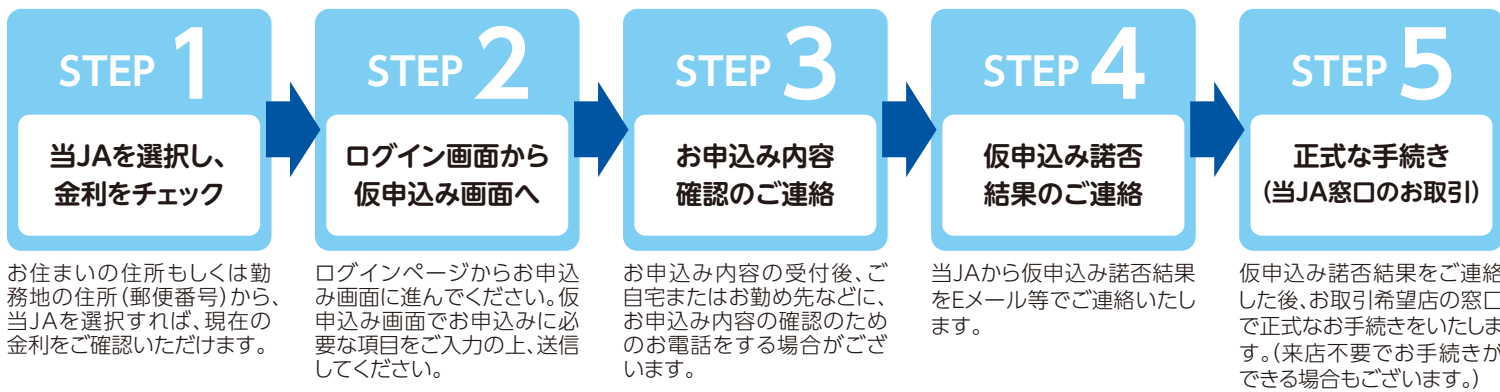 STEP 1
当JAを選択し、
金利をチェック
お住まいの住所もしくは勤
務地の住所(郵便番号)から、
当JAを選択すれば、現在の
金利をご確認いただけます。
STEP 2
ログイン画面から
仮申込み画面へ
ログインページからお申込
み画面に進んでください。仮
申込み画面でお申込みに必
要な項目をご入力の上、送信
してください。
STEP 3
お申込み内容
確認のご連絡
お申込み内容の受付後、ご
自宅またはお勤め先などに、
お申込み内容の確認のため
のお電話をする場合がござ
います。
STEP 4
仮申込み諾否
結果のご連絡
当JAから仮申込み諾否結果
をEメール等でご連絡いたし
ます。
STEP 5
正式な手続き
(当JA窓口のお取引)
仮申込み諾否結果をご連絡
した後、お取引希望店の窓口
で正式なお手続きをいたしま
す。(来店不要でお手続きが
できる場合もございます。)